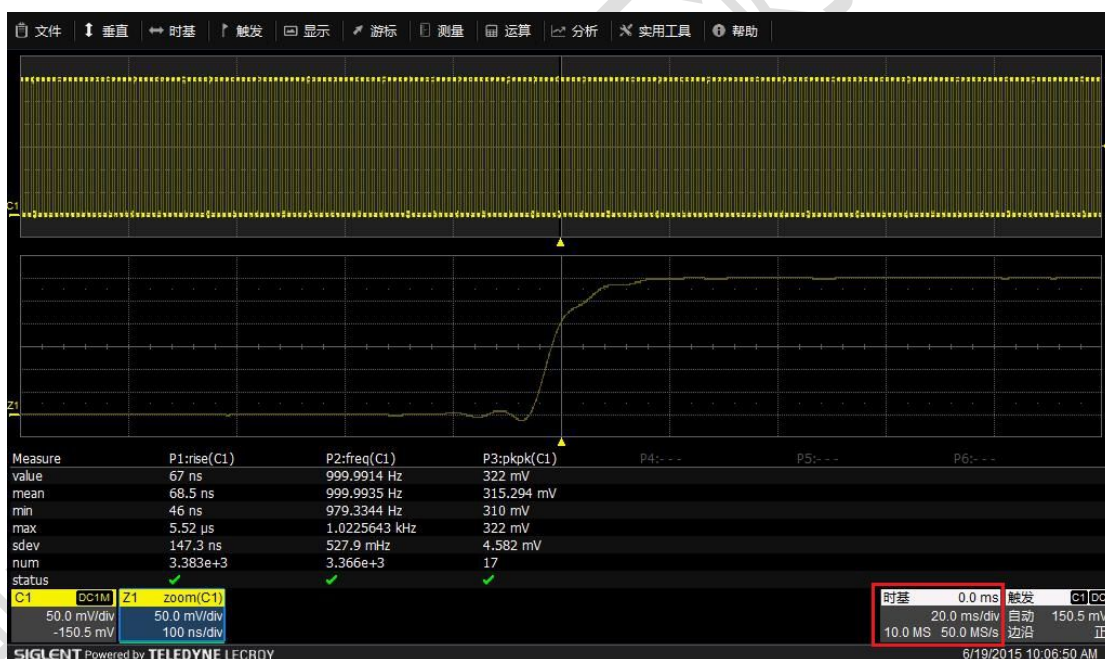 文件 垂直 时基 触发 显示 游标 测量 运算 分析 实用工具 帮助
C1
Z1
Measure P1:rise(C1) P2:freq(C1) P3:pkpk(C1) P4:- - - P5:- - - P6:- - -
value 67 ns 999.9914 Hz 322 mV
mean 68.5 ns 999.9935 Hz 315.294 mV
min 46 ns 979.3344 Hz 310 mV
max 5.52 µs 1.0225643 kHz 322 mV
sdev 147.3 ns 527.9 mHz 4.582 mV
num 3.383e+3 3.366e+3 17
status
C1 DC1M Z1 zoom(C1) 时基 0.0 ms 触发 C1 DC
50.0 mV/div 50.0 mV/div 20.0 ms/div 自动 150.5 mV
-150.5 mV 100 ns/div 10.0 MS 50.0 MS/s 边沿 正
SIGLENT Powered by TELEDYNE LECROY 6/19/2015 10:06:50 AM